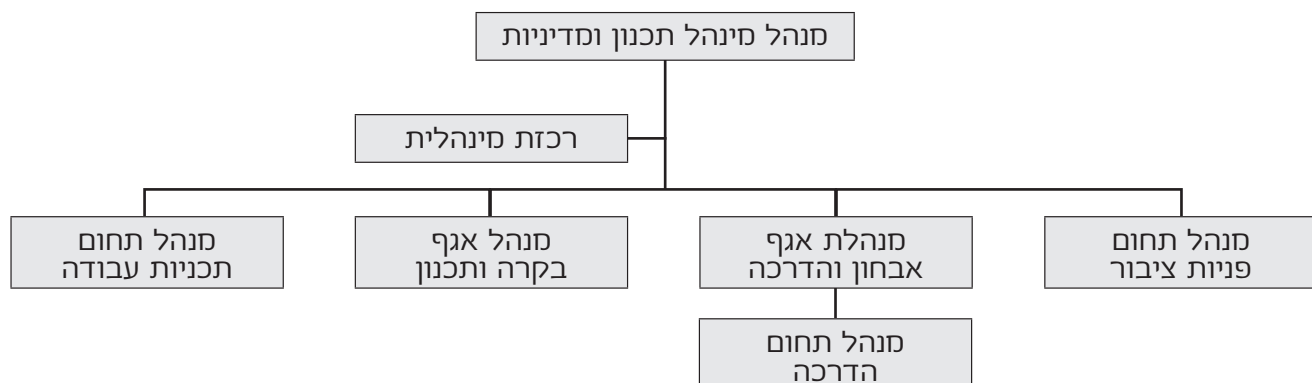 מנהל מינהל תכנון ומדיניות
רכזת מינהלית
מנהל תחום
פניות ציבור
מנהלת אגף
אבחון והדרכה
מנהל אגף
בקרה ותכנון
מנהל תחום
תכניות עבודה
מנהל תחום
הדרכה